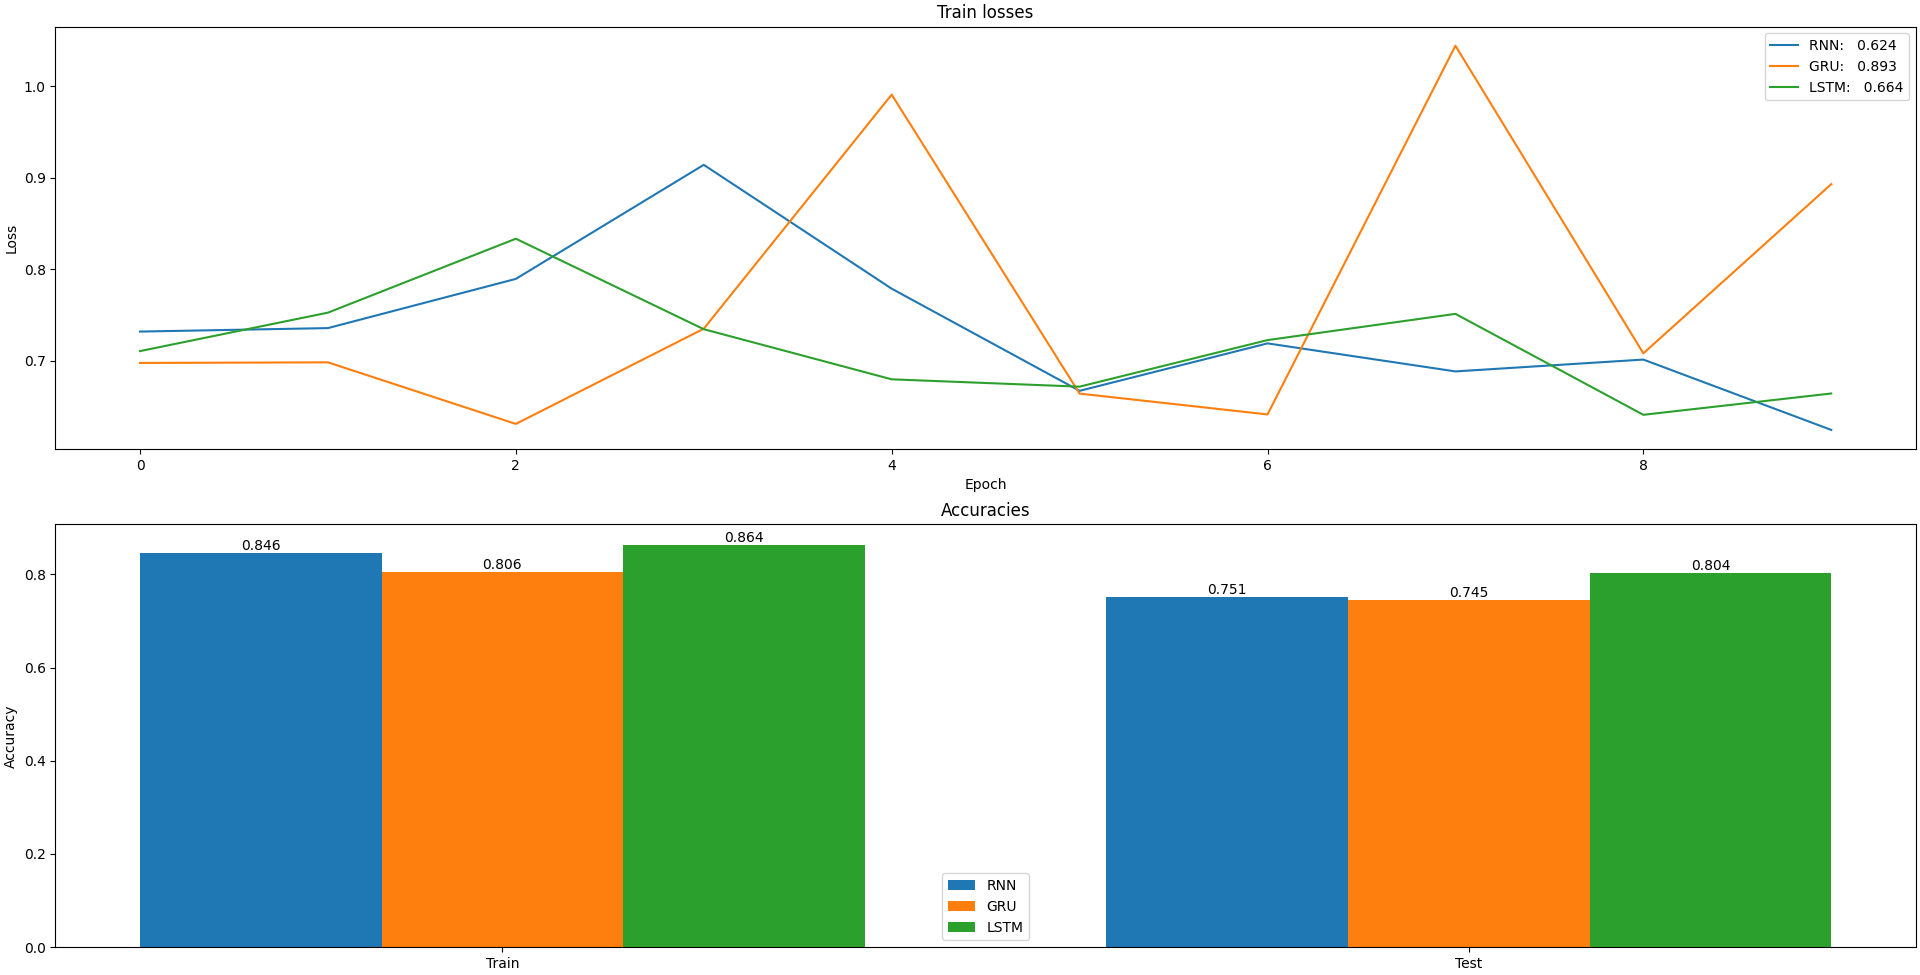 Train losses
RNN:   0.624
GRU:   0.893
LSTM:   0.664
1.0
0.9
0.8
0.7
Loss
0 2 4 6 8
Epoch
Accuracies
0.846 0.806 0.864 0.751 0.745 0.804
0.8
0.6
0.4
0.2
0.0
Accuracy
RNN
GRU
LSTM
Train Test